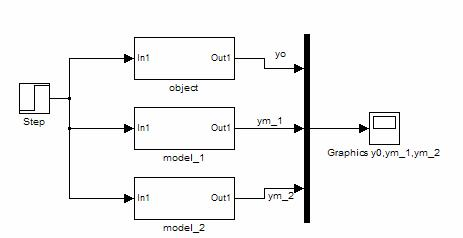 yo
In1
Out1
object
ym_1
In1
Out1
Step
model_1
Graphics y0,ym_1,ym_2
In1
Out1
ym_2
model_2